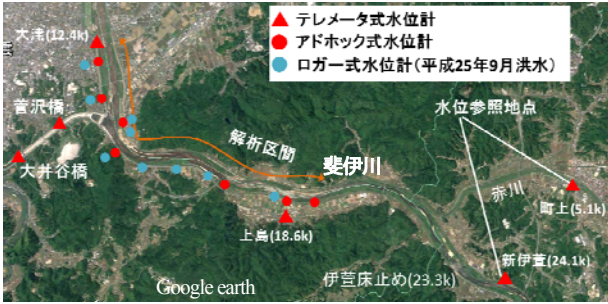 テレメータ式水位計
アドホック式水位計
ロガー式水位計(平成25年9月洪水)
大津(12.4k)
菅沢橋
大井谷橋
解析区間
斐伊川
水位参照地点
赤川
町上(5.1k)
上島(18.6k)
新伊萱(24.1k)
伊萱床止め(23.3k)
Google earth